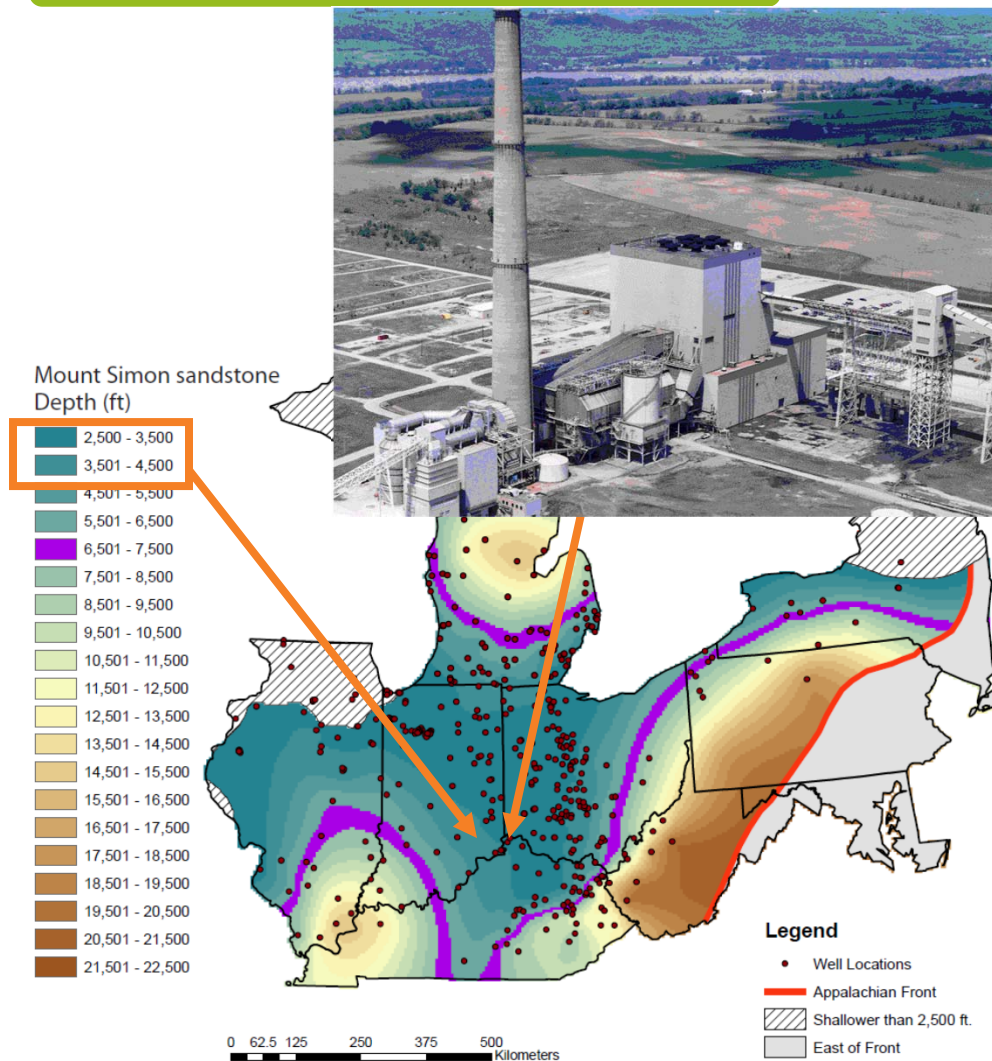 Mount Simon sandstone
Depth (ft)
2,500 - 3,500
3,501 - 4,500
4,501 - 5,500
5,501 - 6,500
6,501 - 7,500
7,501 - 8,500
8,501 - 9,500
9,501 - 10,500
10,501 - 11,500
11,501 - 12,500
12,501 - 13,500
13,501 - 14,500
14,501 - 15,500
15,501 - 16,500
16,501 - 17,500
17,501 - 18,500
18,501 - 19,500
19,501 - 20,500
20,501 - 21,500
21,501 - 22,500
Legend
Well Locations
Appalachian Front
Shallower than 2,500 ft.
East of Front
0 62.5 125 250 375 500
Kilometers